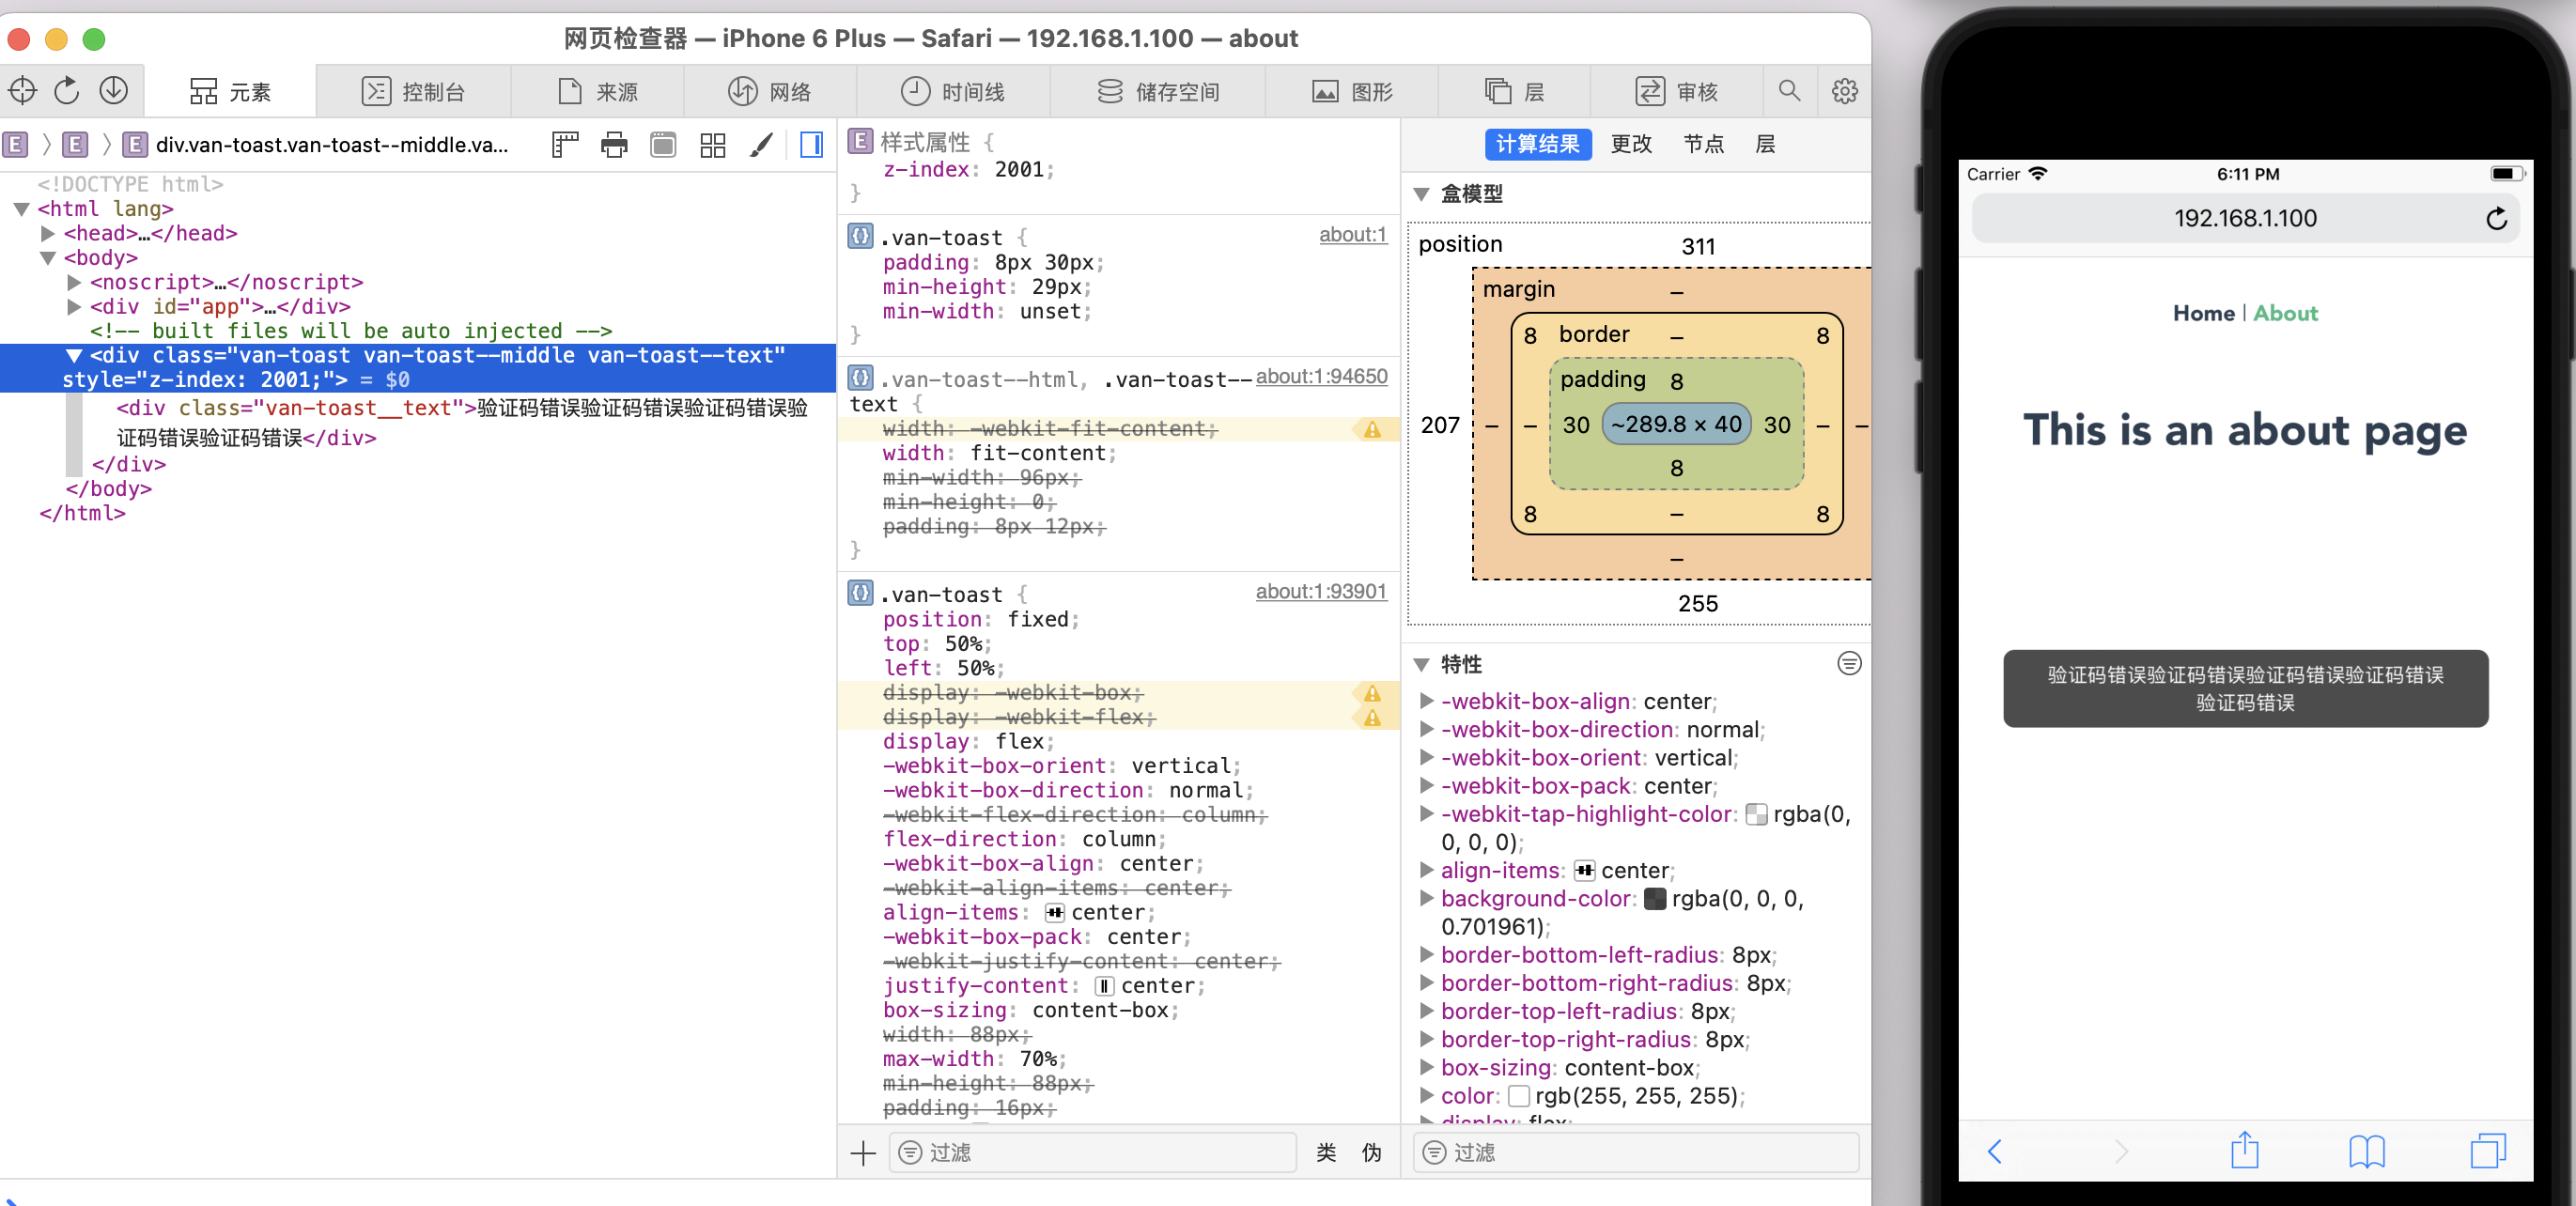 网页检查器 — iPhone 6 Plus — Safari — 192.168.1.100 — about
元素
控制台
来源
网络
时间线
储存空间
图形
层
审核
E 〉 E 〉 E div.van-toast.van-toast--middle.va...
<!DOCTYPE html>
<html lang>
<head>…</head>
<body>
<noscript>…</noscript>
<div id="app">…</div>
<!-- built files will be auto injected -->
<div class="van-toast van-toast--middle van-toast--text"
style="z-index: 2001;"> = $0
<div class="van-toast__text">验证码错误验证码错误验证码错误验
证码错误验证码错误</div>
</div>
</body>
</html>
E 样式属性 {
z-index: 2001;
}
.van-toast { about:1
padding: 8px 30px;
min-height: 29px;
min-width: unset;
}
.van-toast--html, .van-toast-- about:1:94650
text {
width: -webkit-fit-content;
width: fit-content;
min-width: 96px;
min-height: 0;
padding: 8px 12px;
}
.van-toast { about:1:93901
position: fixed;
top: 50%;
left: 50%;
display: -webkit-box;
display: -webkit-flex;
display: flex;
-webkit-box-orient: vertical;
-webkit-box-direction: normal;
-webkit-flex-direction: column;
flex-direction: column;
-webkit-box-align: center;
-webkit-align-items: center;
align-items: center;
-webkit-box-pack: center;
-webkit-justify-content: center;
justify-content: center;
box-sizing: content-box;
width: 88px;
max-width: 70%;
min-height: 88px;
padding: 16px;
过滤
类
伪
计算结果
更改
节点
层
盒模型
position 311
margin –
8 border – 8
padding 8
207 – – 30 ~289.8 × 40 30 – –
8
8 – 8
–
255
特性
-webkit-box-align: center;
-webkit-box-direction: normal;
-webkit-box-orient: vertical;
-webkit-box-pack: center;
-webkit-tap-highlight-color: rgba(0,
0, 0, 0);
align-items: center;
background-color: rgba(0, 0, 0,
0.701961);
border-bottom-left-radius: 8px;
border-bottom-right-radius: 8px;
border-top-left-radius: 8px;
border-top-right-radius: 8px;
box-sizing: content-box;
color: rgb(255, 255, 255);
display: flex;
过滤
Carrier 6:11 PM
192.168.1.100
Home | About
This is an about page
验证码错误验证码错误验证码错误验证码错误
验证码错误